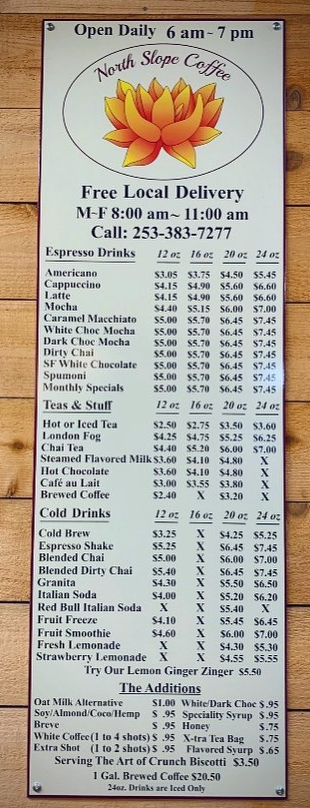 Open Daily 6 am~ 7 pm
North Slope Coffee
Free Local Delivery
M~F 8:00 am~ 11:00 am
Call: 253-383-7277
Espresso Drinks 12 oz 16 oz 20 oz 24 oz
Americano $3.05 $3.75 $4.50 $5.45
Cappuccino $4.15 $4.90 $5.60 $6.60
Latte $4.15 $4.90 $5.60 $6.60
Mocha $4.40 $5.15 $6.00 $7.00
Caramel Macchiato $5.00 $5.70 $6.45 $7.45
White Choc Mocha $5.00 $5.70 $6.45 $7.45
Dark Choc Mocha $5.00 $5.70 $6.45 $7.45
Dirty Chai $5.00 $5.70 $6.45 $7.45
SF White Chocolate $5.00 $5.70 $6.45 $7.45
Spumoni $5.00 $5.70 $6.45 $7.45
Monthly Specials $5.00 $5.70 $6.45 $7.45
Teas & Stuff 12 oz 16 oz 20 oz 24 oz
Hot or Iced Tea $2.50 $2.75 $3.50 $3.60
London Fog $4.25 $4.75 $5.25 $6.25
Chai Tea $4.40 $5.20 $6.00 $7.00
Steamed Flavored Milk $3.60 $4.10 $4.80 X
Hot Chocolate $3.60 $4.10 $4.80 X
Café au Lait $3.00 $3.55 $3.80 X
Brewed Coffee $2.40 X $3.20 X
Cold Drinks 12 oz 16 oz 20 oz 24 oz
Cold Brew $3.25 X $4.25 $5.25
Espresso Shake $5.25 X $6.45 $7.45
Blended Chai $5.00 X $6.00 $7.00
Blended Dirty Chai $5.40 X $6.45 $7.45
Granita $4.30 X $5.50 $6.50
Italian Soda $4.00 X $5.20 $6.20
Red Bull Italian Soda X X $5.40 X
Fruit Freeze $4.10 X $5.45 $6.45
Fruit Smoothie $4.60 X $6.00 $7.00
Fresh Lemonade X X $4.30 $5.30
Strawberry Lemonade X X $4.55 $5.55
Try Our Lemon Ginger Zinger $5.50
The Additions
Oat Milk Alternative $1.00 White/Dark Choc $.95
Soy/Almond/Coco/Hemp $ .95 Speciality Syrup $.95
Breve $ .95 Honey $.75
White Coffee(1 to 4 shots) $ .95 X-tra Tea Bag $.75
Extra Shot (1 to 2 shots) $ .95 Flavored Syurp $.65
Serving The Art of Crunch Biscotti $3.50
1 Gal. Brewed Coffee $20.50
24oz. Drinks are Iced Only